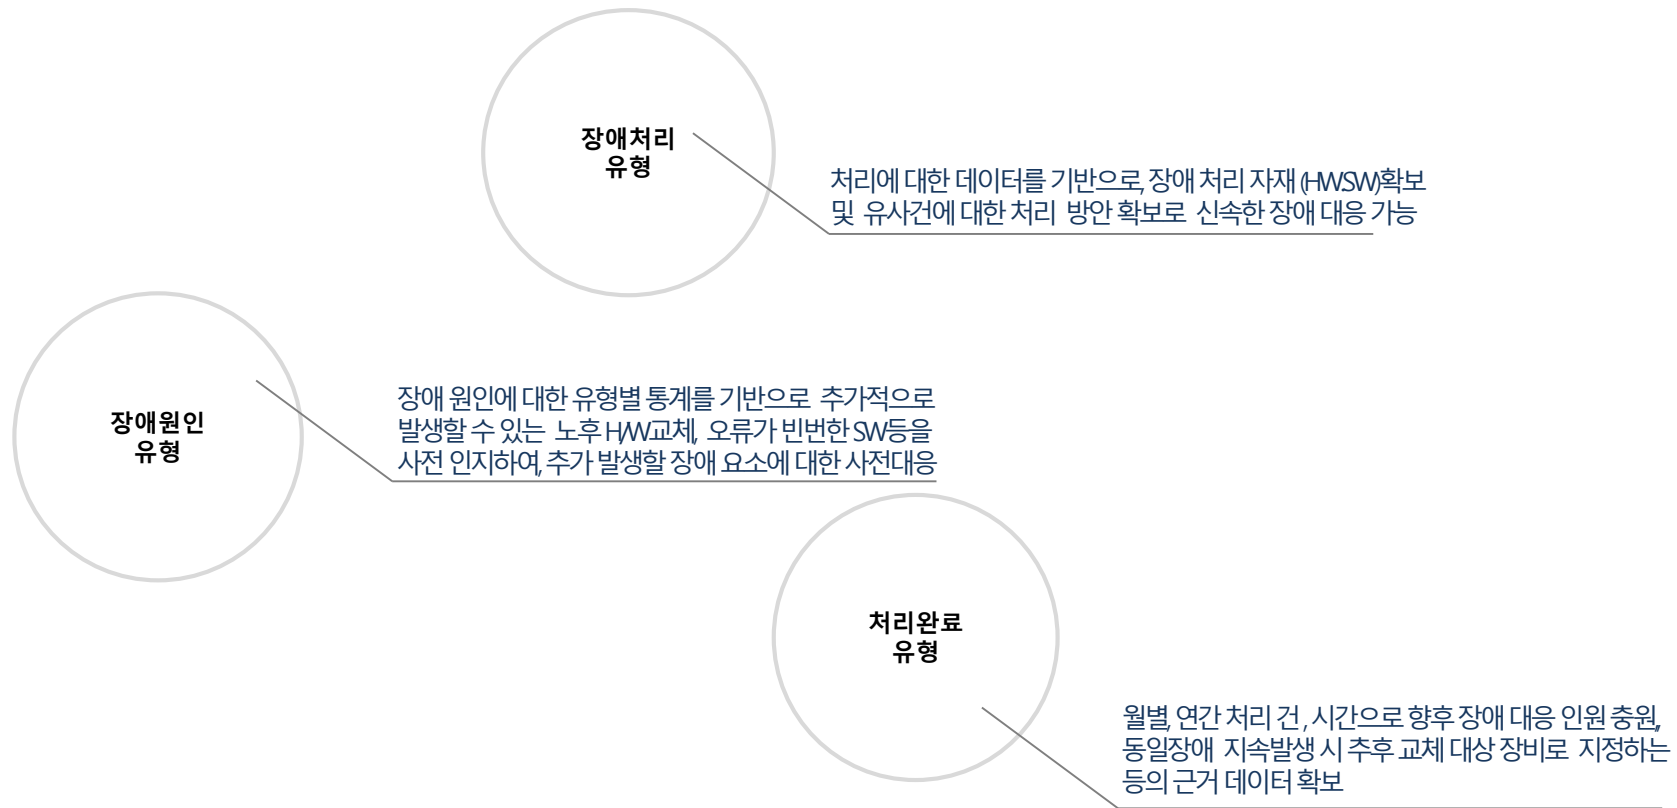 장애처리
유형
처리에 대한 데이터를 기반으로, 장애 처리 자재 (HW,SW)확보
및 유사건에 대한 처리 방안 확보로 신속한 장애 대응 가능
장애원인
유형
장애 원인에 대한 유형별 통계를 기반으로 추가적으로
발생할 수 있는 노후 H/W교체, 오류가 빈번한 SW등을
사전 인지하여, 추가 발생할 장애 요소에 대한 사전대응
처리완료
유형
월별, 연간 처리 건, 시간으로 향후 장애 대응 인원 충원,
동일장애 지속발생 시 추후 교체 대상 장비로 지정하는
등의 근거 데이터 확보